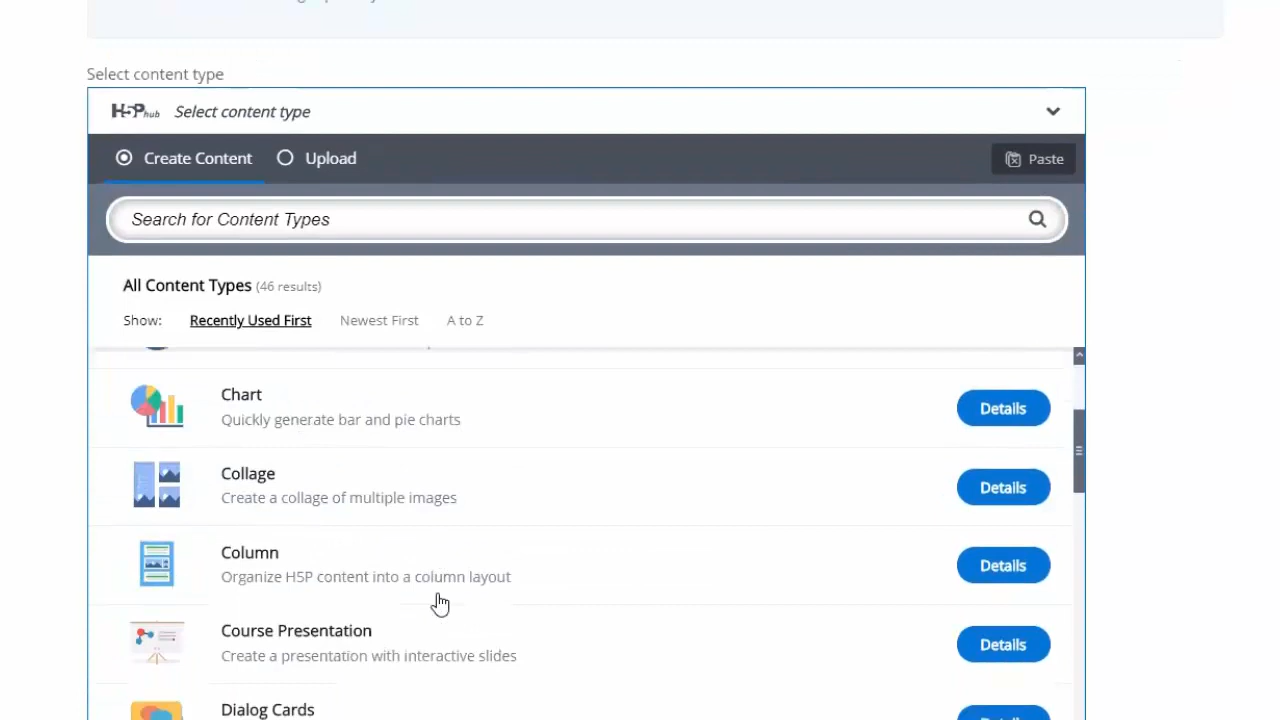 Select content type
H5Phub Select content type
Create Content Upload Paste
Search for Content Types
All Content Types (46 results)
Show: Recently Used First Newest First A to Z
Chart
Quickly generate bar and pie charts
Details
Collage
Create a collage of multiple images
Details
Column
Organize H5P content into a column layout
Details
Course Presentation
Create a presentation with interactive slides
Details
Dialog Cards
Details